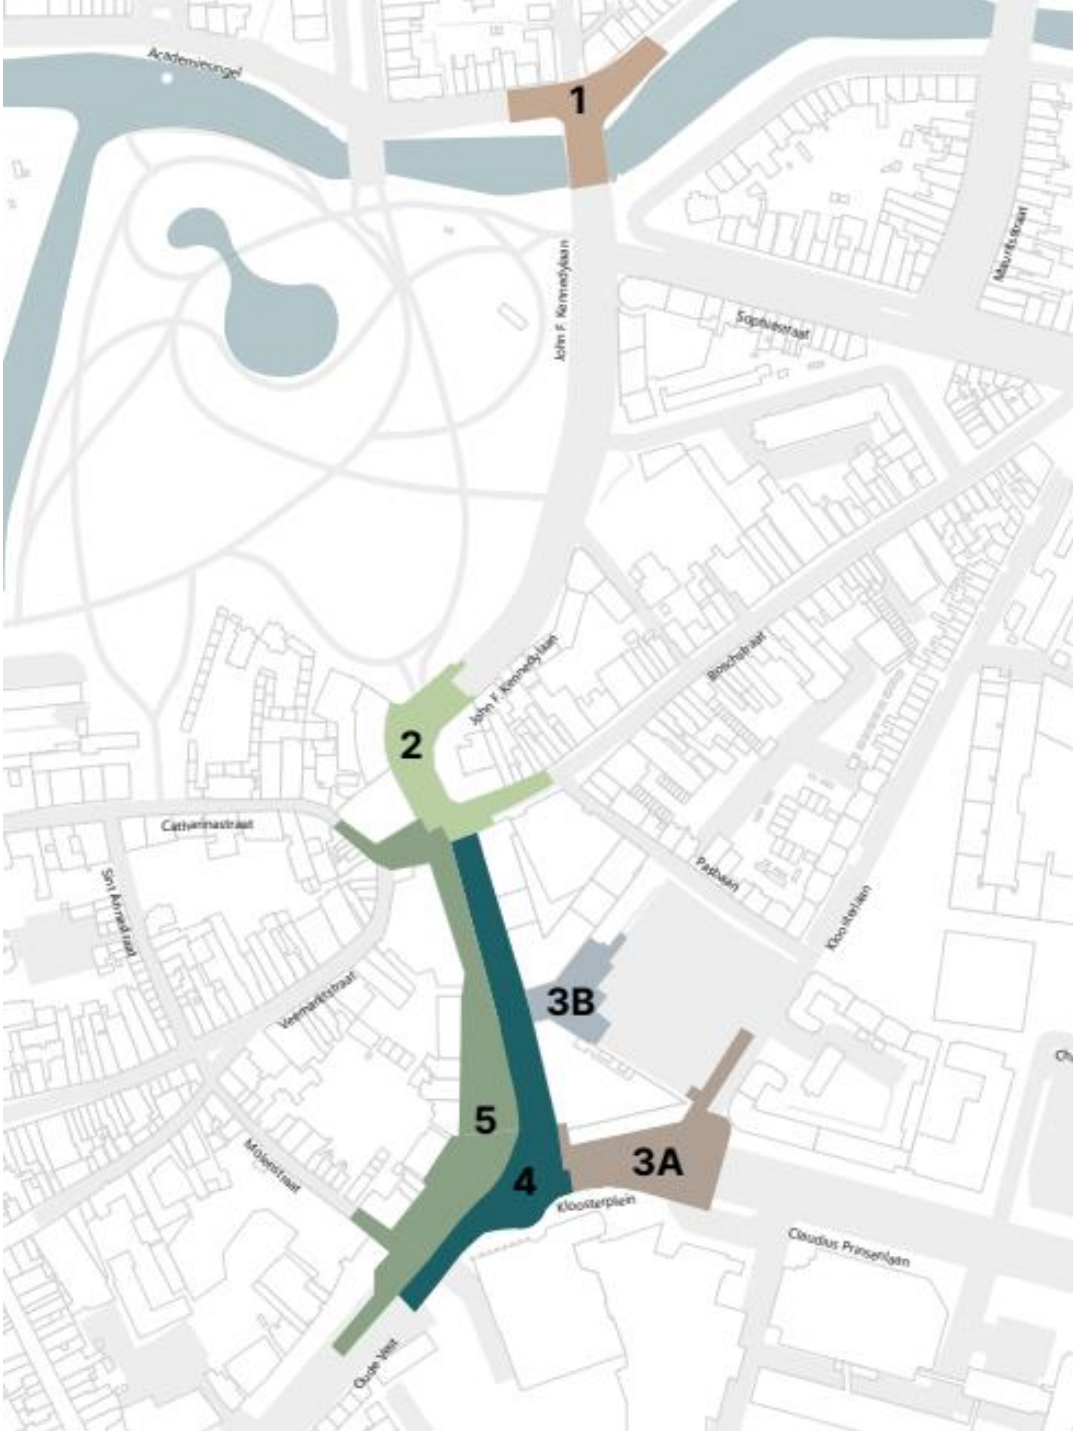 Academiesingel
1
Mauritsstraat
John F. Kennedylaan
Sophiastraat
Boschstraat
John F. Kennedylaan
2
Catharinastraat
Pasbaan
Sint Annastraat
Kloosterlaan
Veemarktstraat
3B
Ch
5
3A
Molenstraat
4
Kloosterplein
Claudius Prinsenlaan
Oude Vest